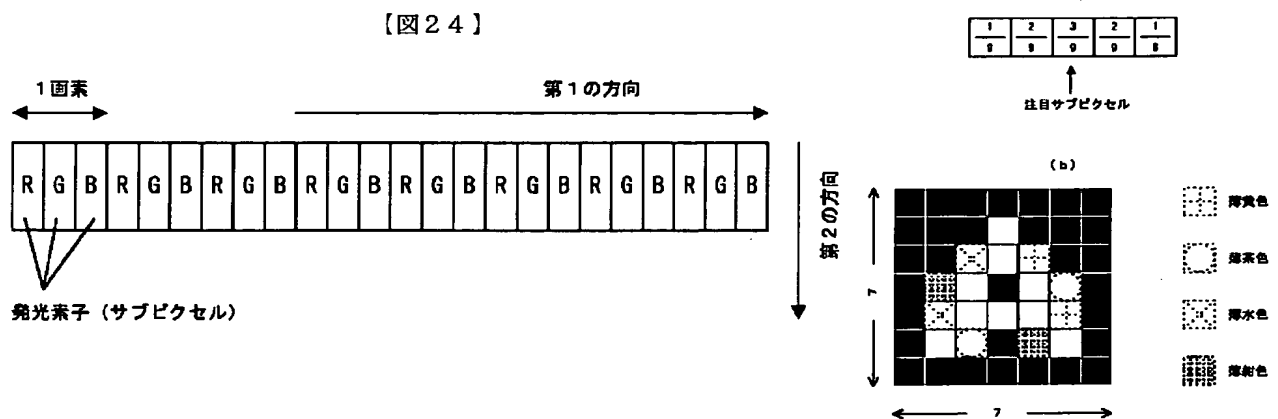 【図24】
1画素
第1の方向
R G B R G B R G B R G B R G B R G B R G B R G B
発光素子（サブピクセル）
第2の方向
1 2 3 2 1
9 9 9 9 9
注目サブピクセル
(b)
7
7
薄黄色
薄茶色
薄水色
薄紺色